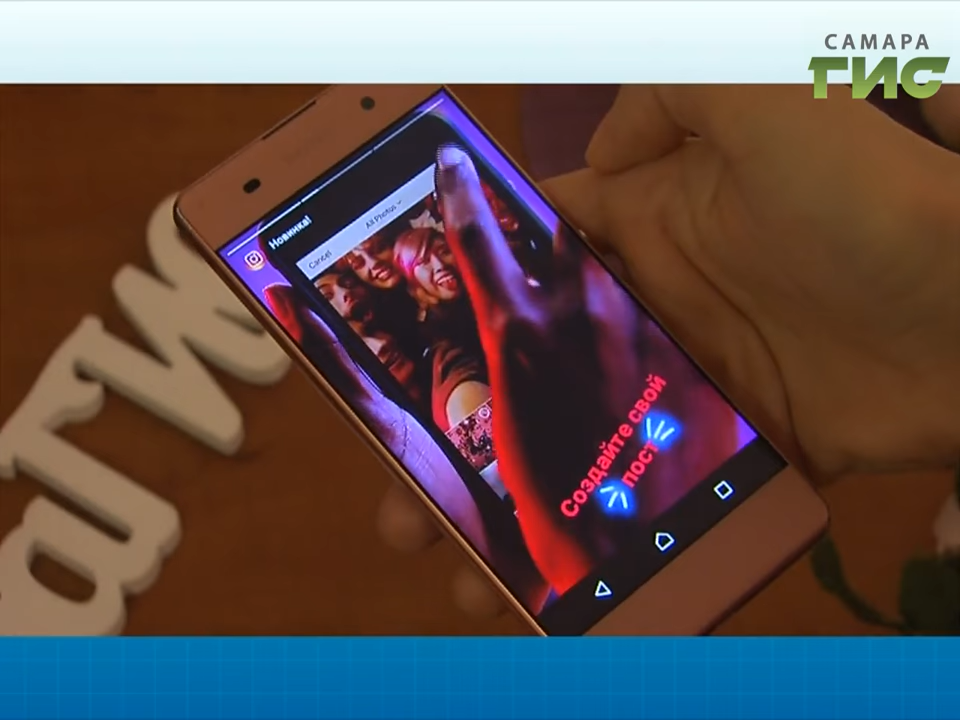 САМАРА
ГИС
Новинка!
Cancel
All Photos
Создайте свой
пост